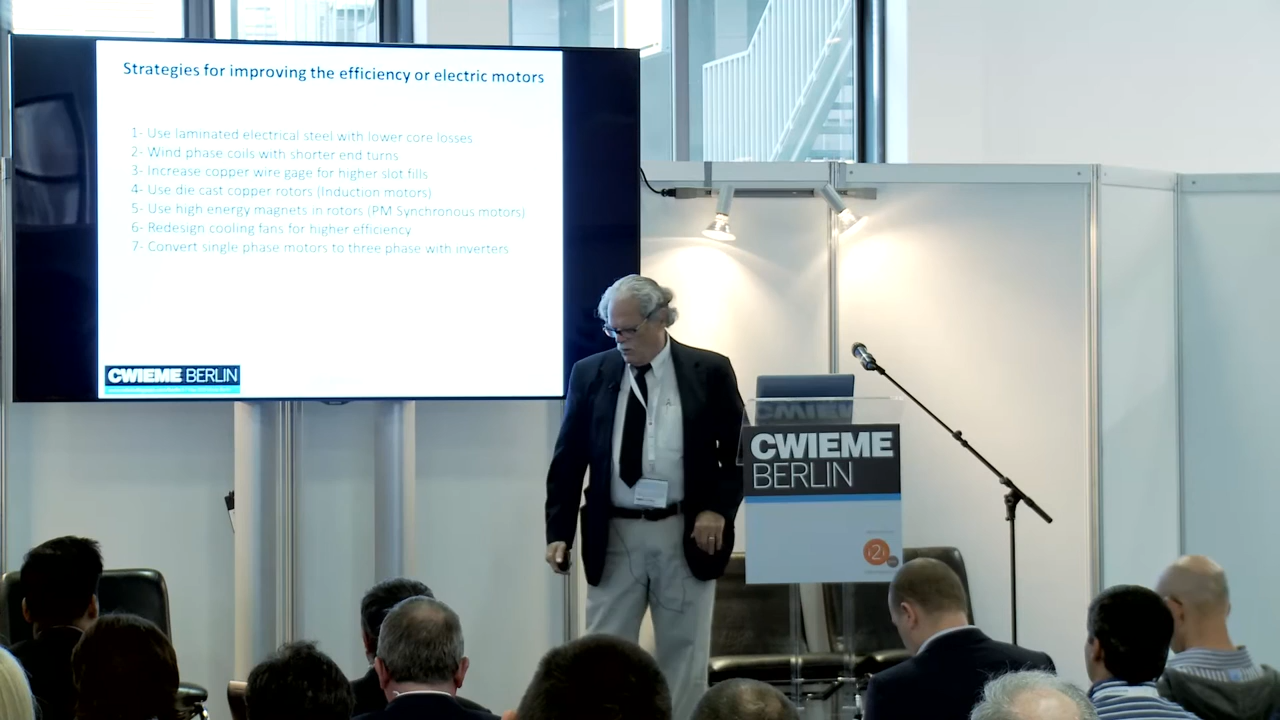 Strategies for improving the efficiency or electric motors
1- Use laminated electrical steel with lower core losses
2- Wind phase coils with shorter end turns
3- Increase copper wire gage for higher slot fills
4- Use die cast copper rotors (Induction motors)
5- Use high energy magnets in rotors (PM Synchronous motors)
6- Redesign cooling fans for higher efficiency
7- Convert single phase motors to three phase with inverters
CWIEME BERLIN
CWIEME
CWIEME
BERLIN
i2i